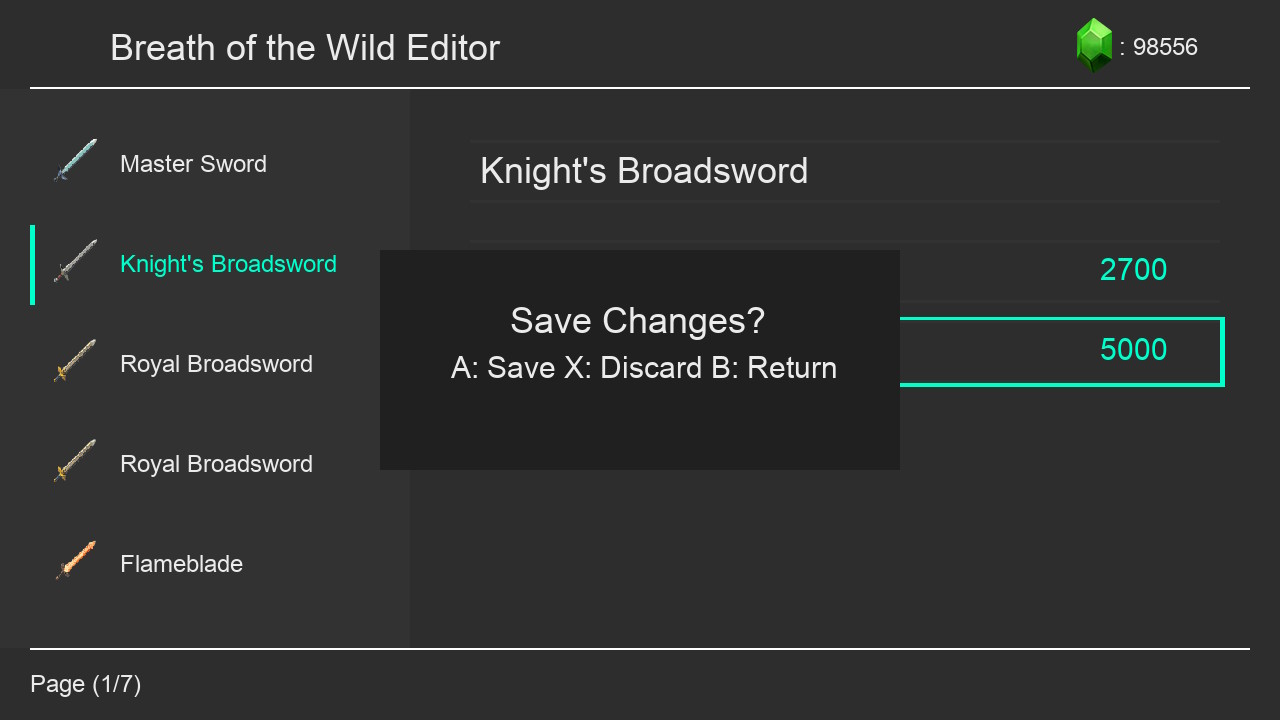 Breath of the Wild Editor
: 98556
Master Sword
Knight's Broadsword
Royal Broadsword
Royal Broadsword
Flameblade
Knight's Broadsword
2700
5000
Save Changes?
A: Save X: Discard B: Return
Page (1/7)